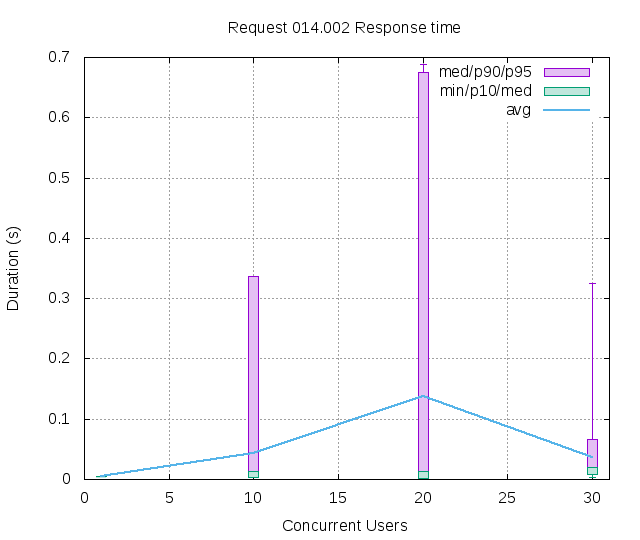 Request 014.002 Response time
0.7
0.6
0.5
0.4
0.3
0.2
0.1
0
Duration (s)
med/p90/p95
min/p10/med
avg
0 5 10 15 20 25 30
Concurrent Users